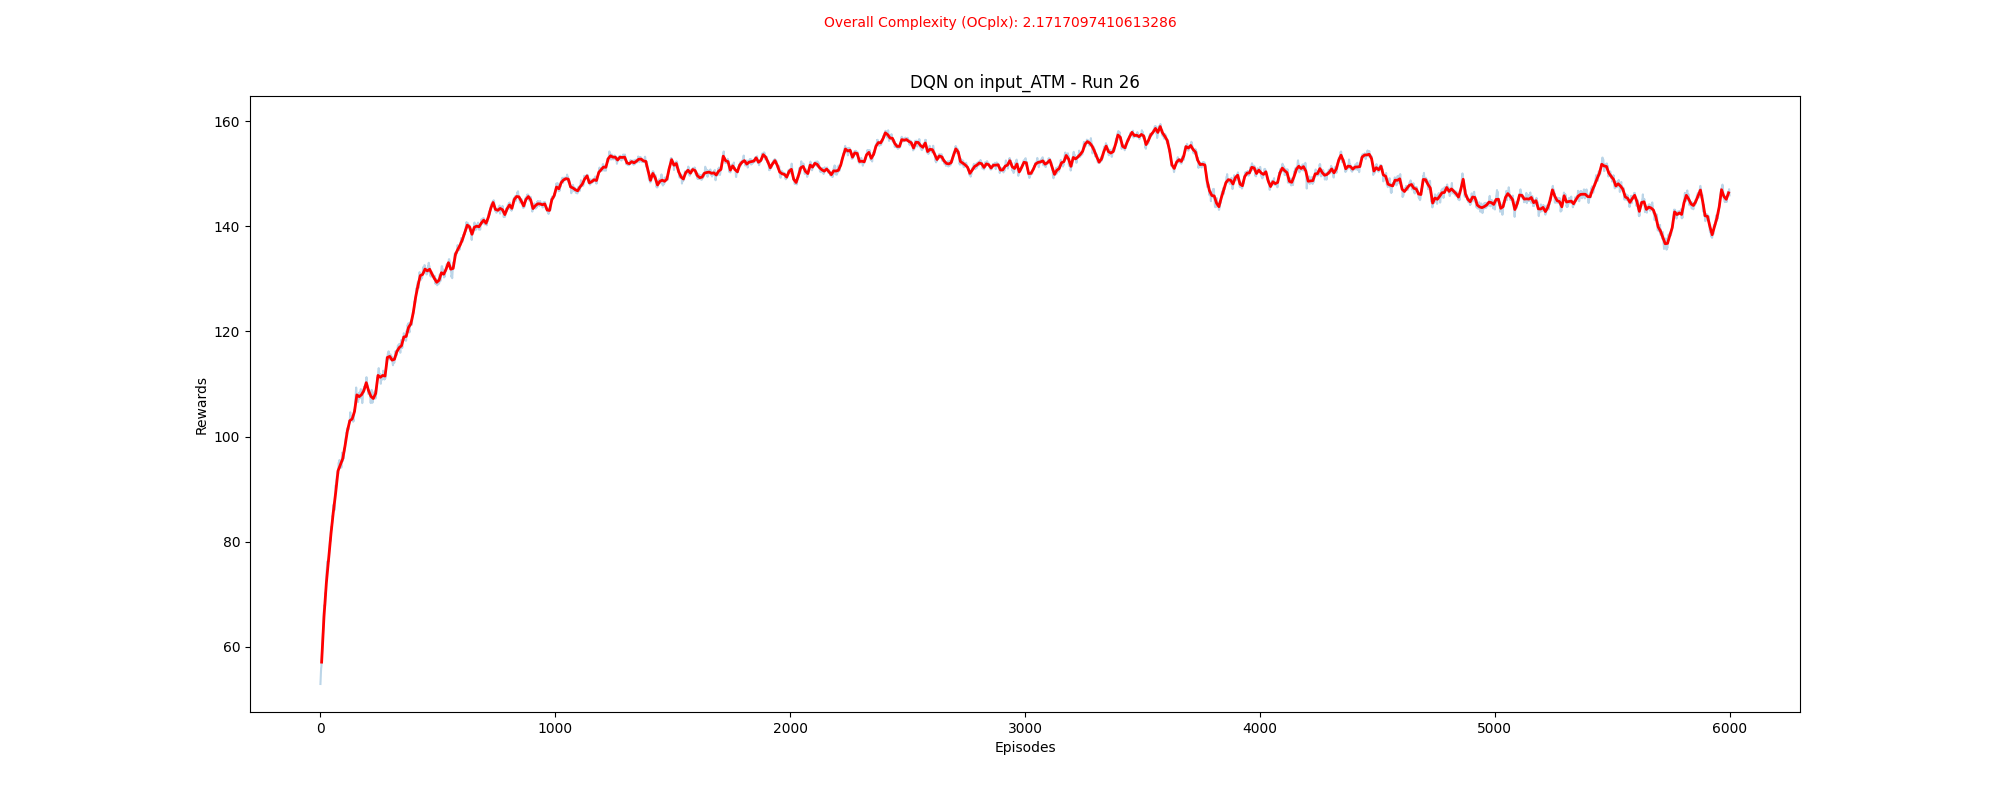 Overall Complexity (OCplx): 2.1717097410613286
DQN on input_ATM - Run 26
160
140
120
100
80
60
Rewards
0 1000 2000 3000 4000 5000 6000
Episodes